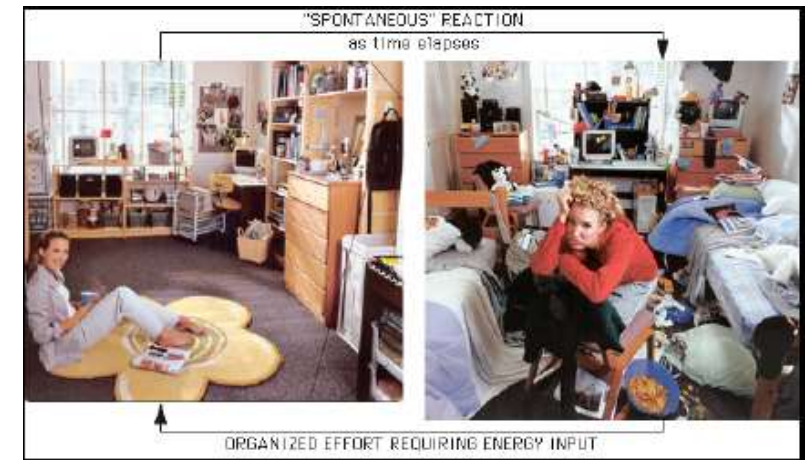 "SPONTANEOUS" REACTION
as time elapses
ORGANIZED EFFORT REQUIRING ENERGY INPUT